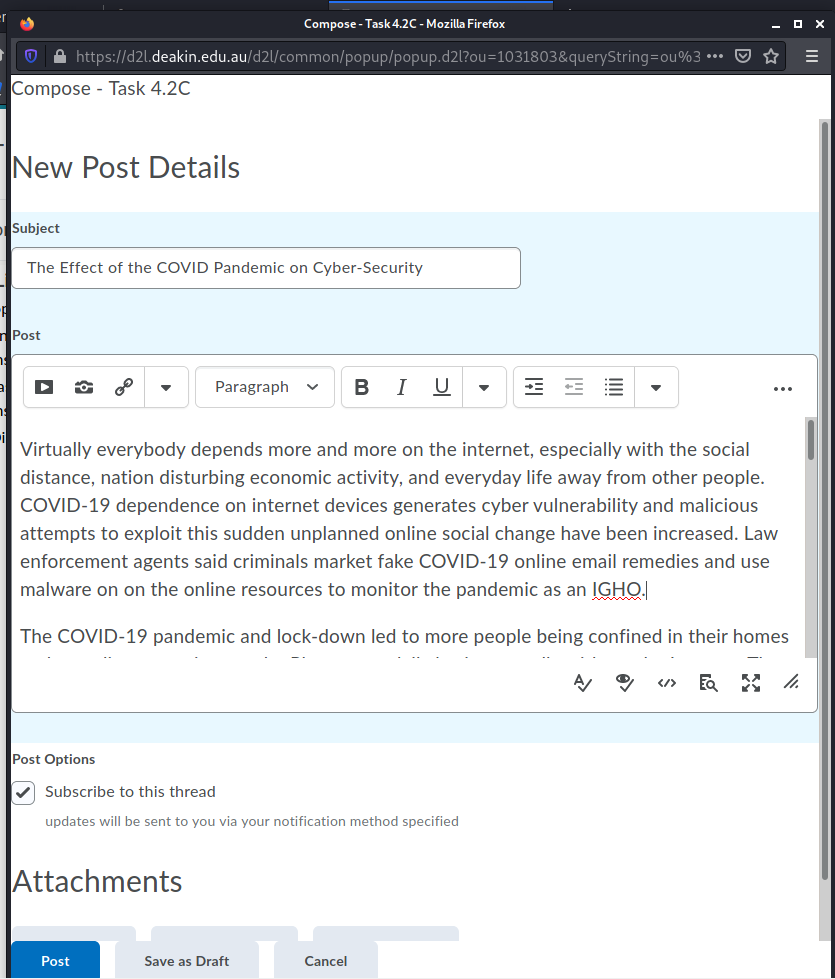 Compose - Task 4.2C - Mozilla Firefox
https://d2l.deakin.edu.au/d2l/common/popup/popup.d2l?ou=1031803&queryString=ou%3
Compose - Task 4.2C
New Post Details
Subject
The Effect of the COVID Pandemic on Cyber-Security
Post
Paragraph
B I U
Virtually everybody depends more and more on the internet, especially with the social
distance, nation disturbing economic activity, and everyday life away from other people.
COVID-19 dependence on internet devices generates cyber vulnerability and malicious
attempts to exploit this sudden unplanned online social change have been increased. Law
enforcement agents said criminals market fake COVID-19 online email remedies and use
malware on on the online resources to monitor the pandemic as an IGHO.
The COVID-19 pandemic and lock-down led to more people being confined in their homes
Post Options
Subscribe to this thread
updates will be sent to you via your notification method specified
Attachments
Post
Save as Draft
Cancel